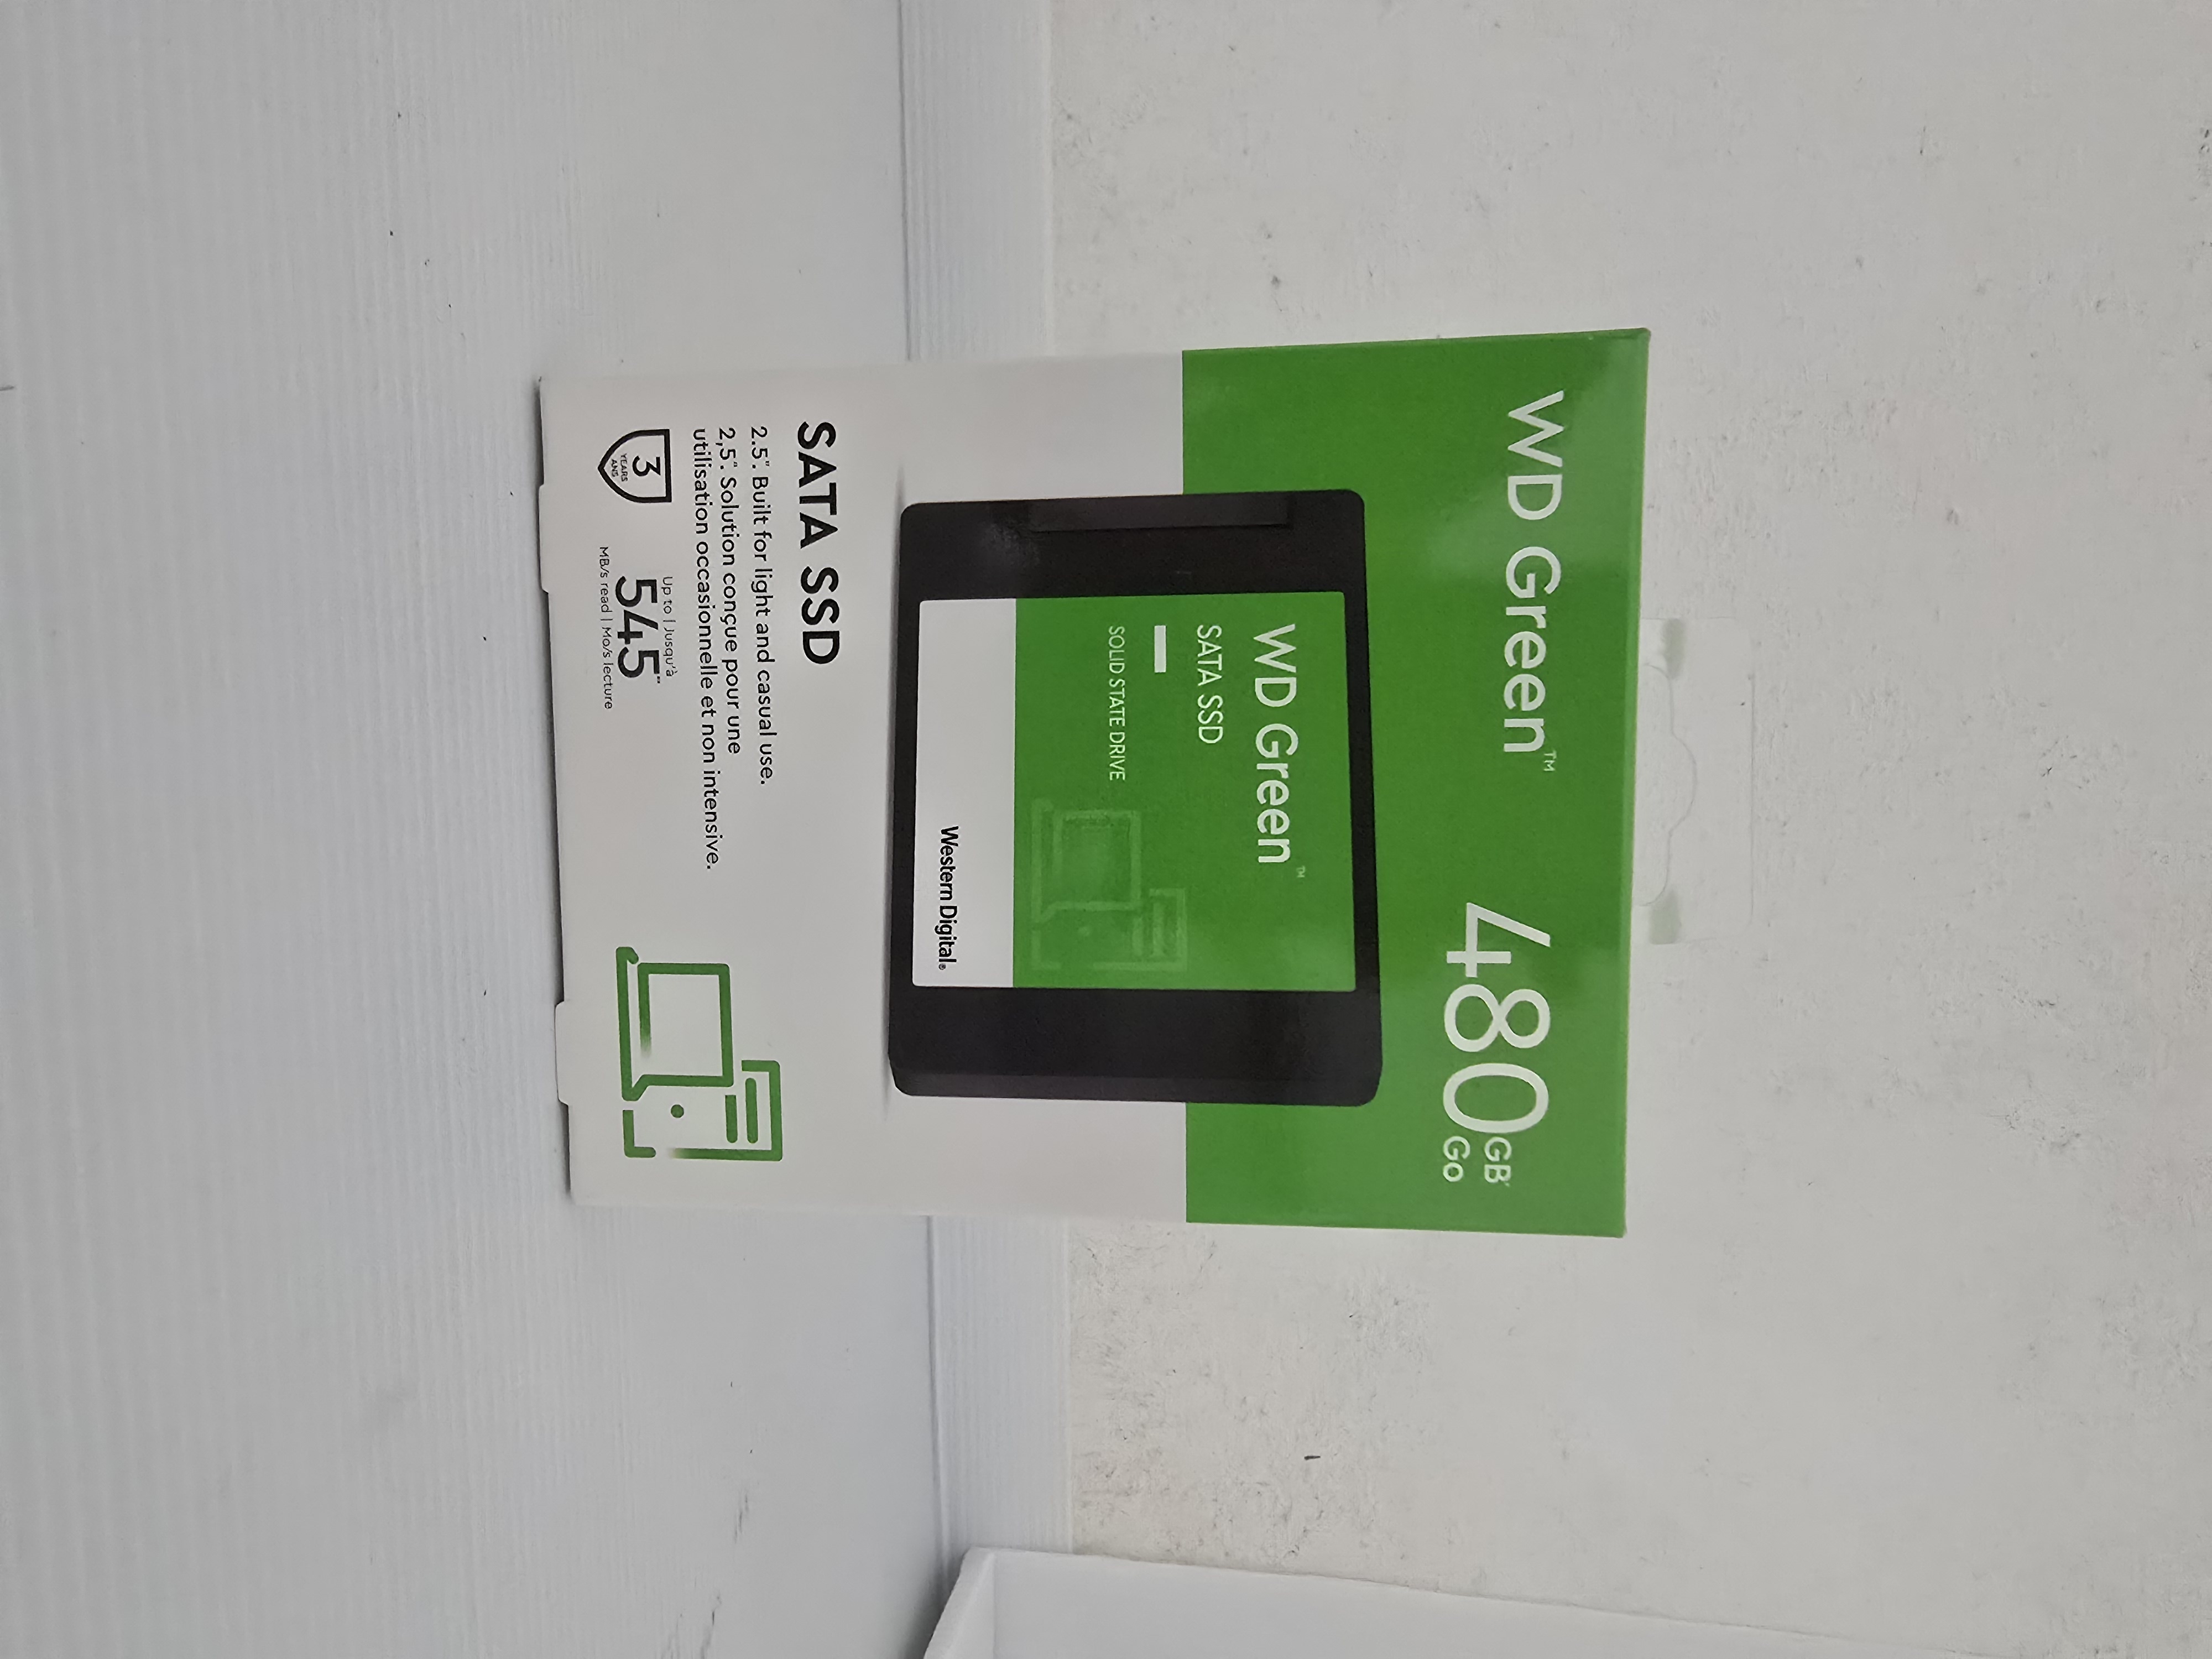 WD Green™
480 GB*
Go
WD Green™
SATA SSD
SOLID STATE DRIVE
Western Digital®
SATA SSD
2.5". Built for light and casual use.
2,5". Solution conçue pour une
utilisation occasionnelle et non intensive.
3
YEARS
ANS
Up to | Jusqu'à
545**
MB/s read | Mo/s lecture